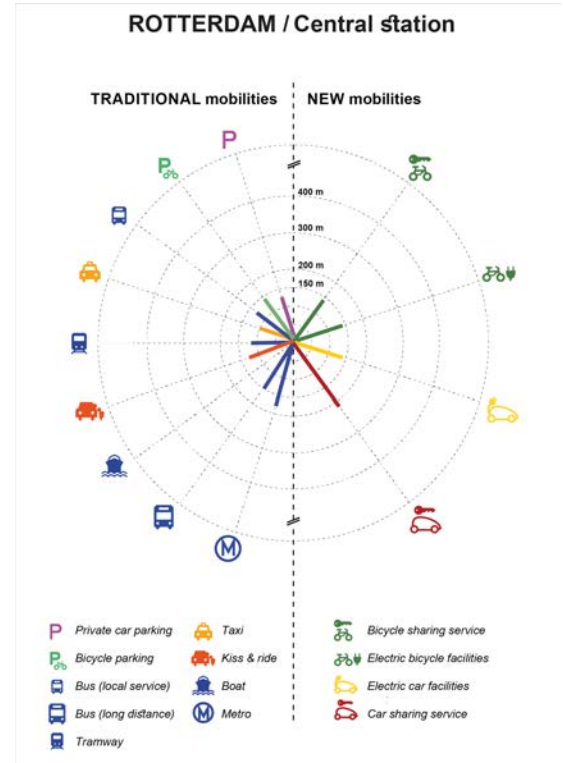 ROTTERDAM / Central station
TRADITIONAL mobilities
NEW mobilities
P
P
400 m
300 m
200 m
150 m
M
P Private car parking
P Bicycle parking
Bus (local service)
Bus (long distance)
Tramway
Taxi
Kiss & ride
Boat
M Metro
Bicycle sharing service
Electric bicycle facilities
Electric car facilities
Car sharing service